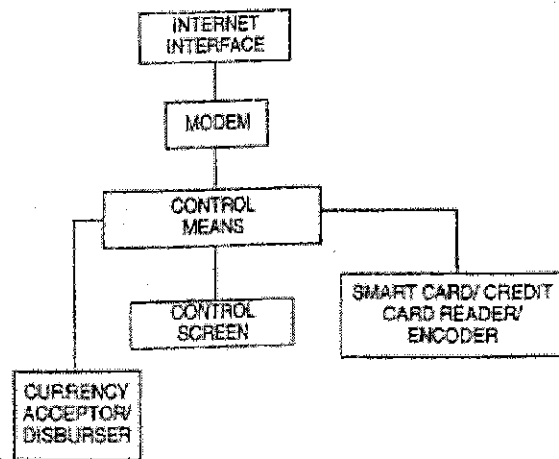 INTERNET
INTERFACE
MODEM
CONTROL
MEANS
CONTROL
SCREEN
SMART CARD/ CREDIT
CARD READER/
ENCODER
CURRENCY
ACCEPTOR/
DISBURSER